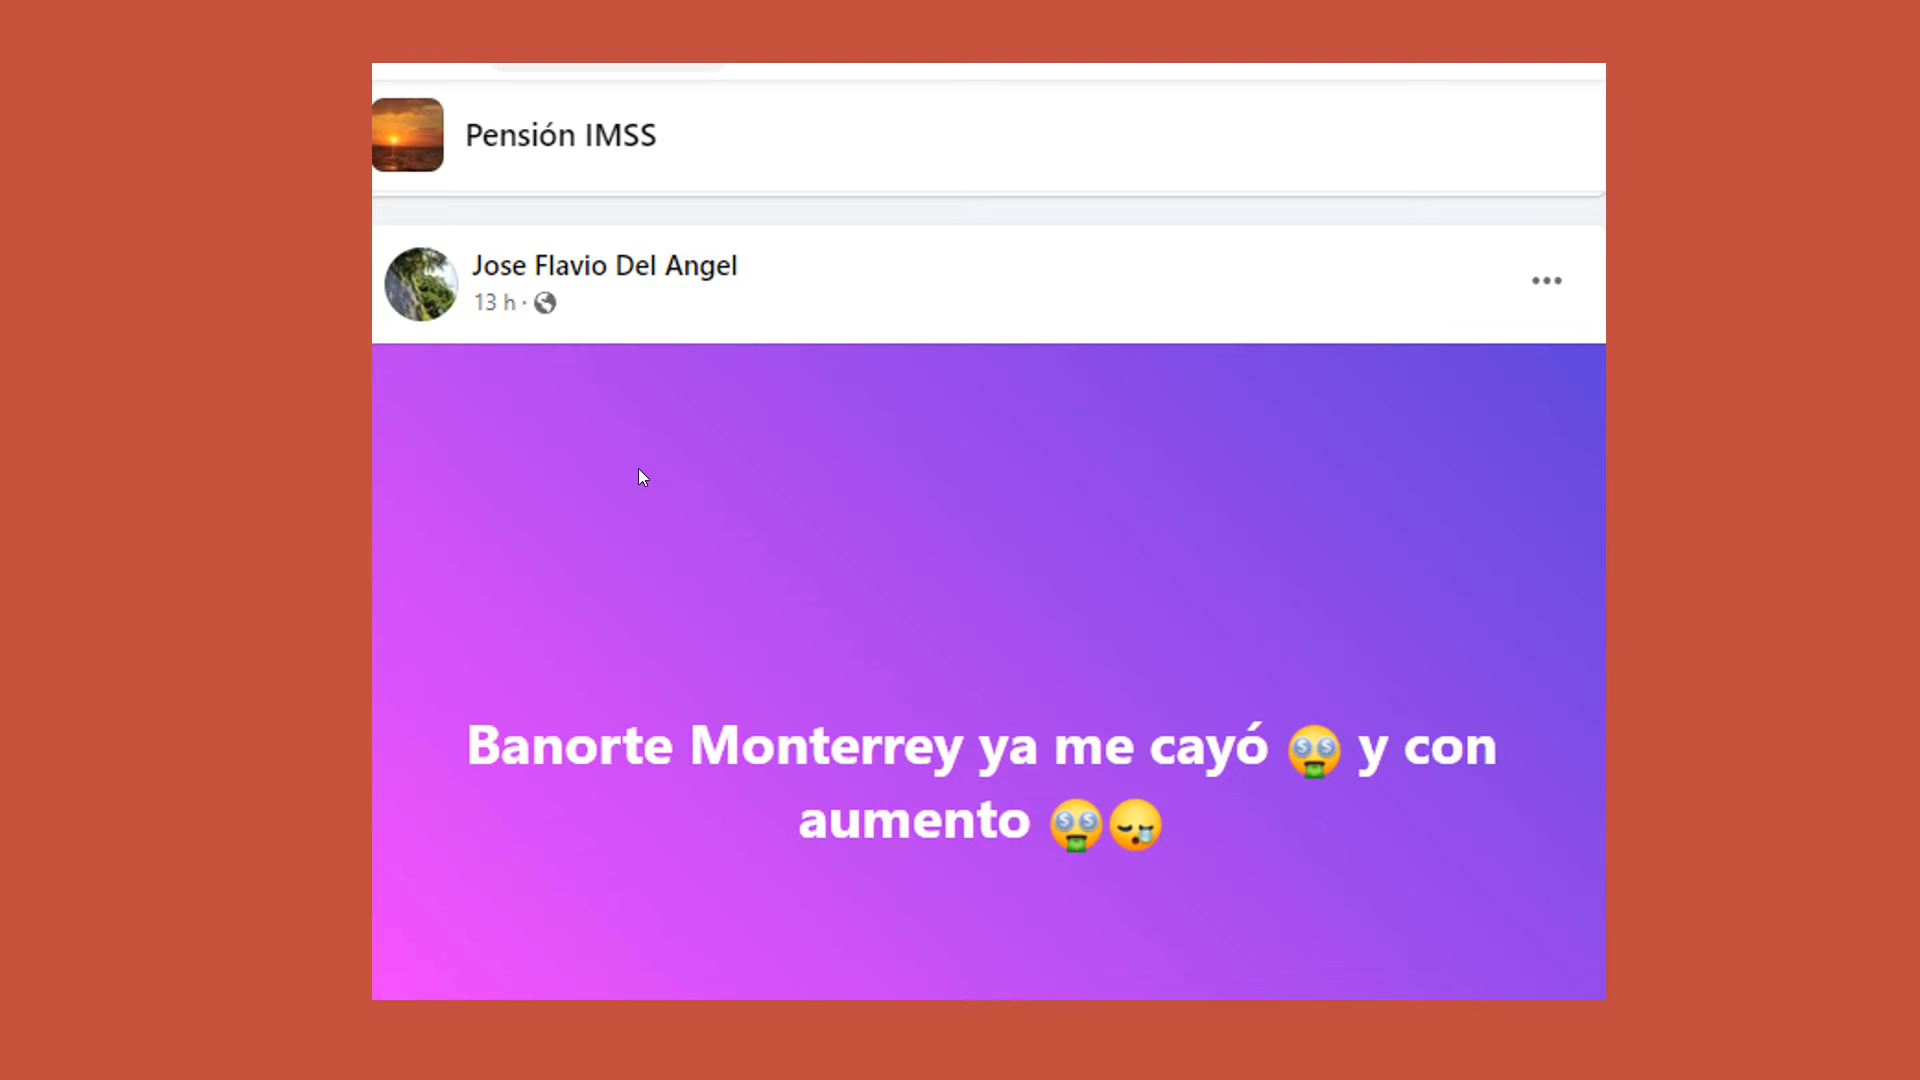 Pensión IMSS
Jose Flavio Del Angel
13 h ·
Banorte Monterrey ya me cayó 🤑 y con
aumento 🤑😪